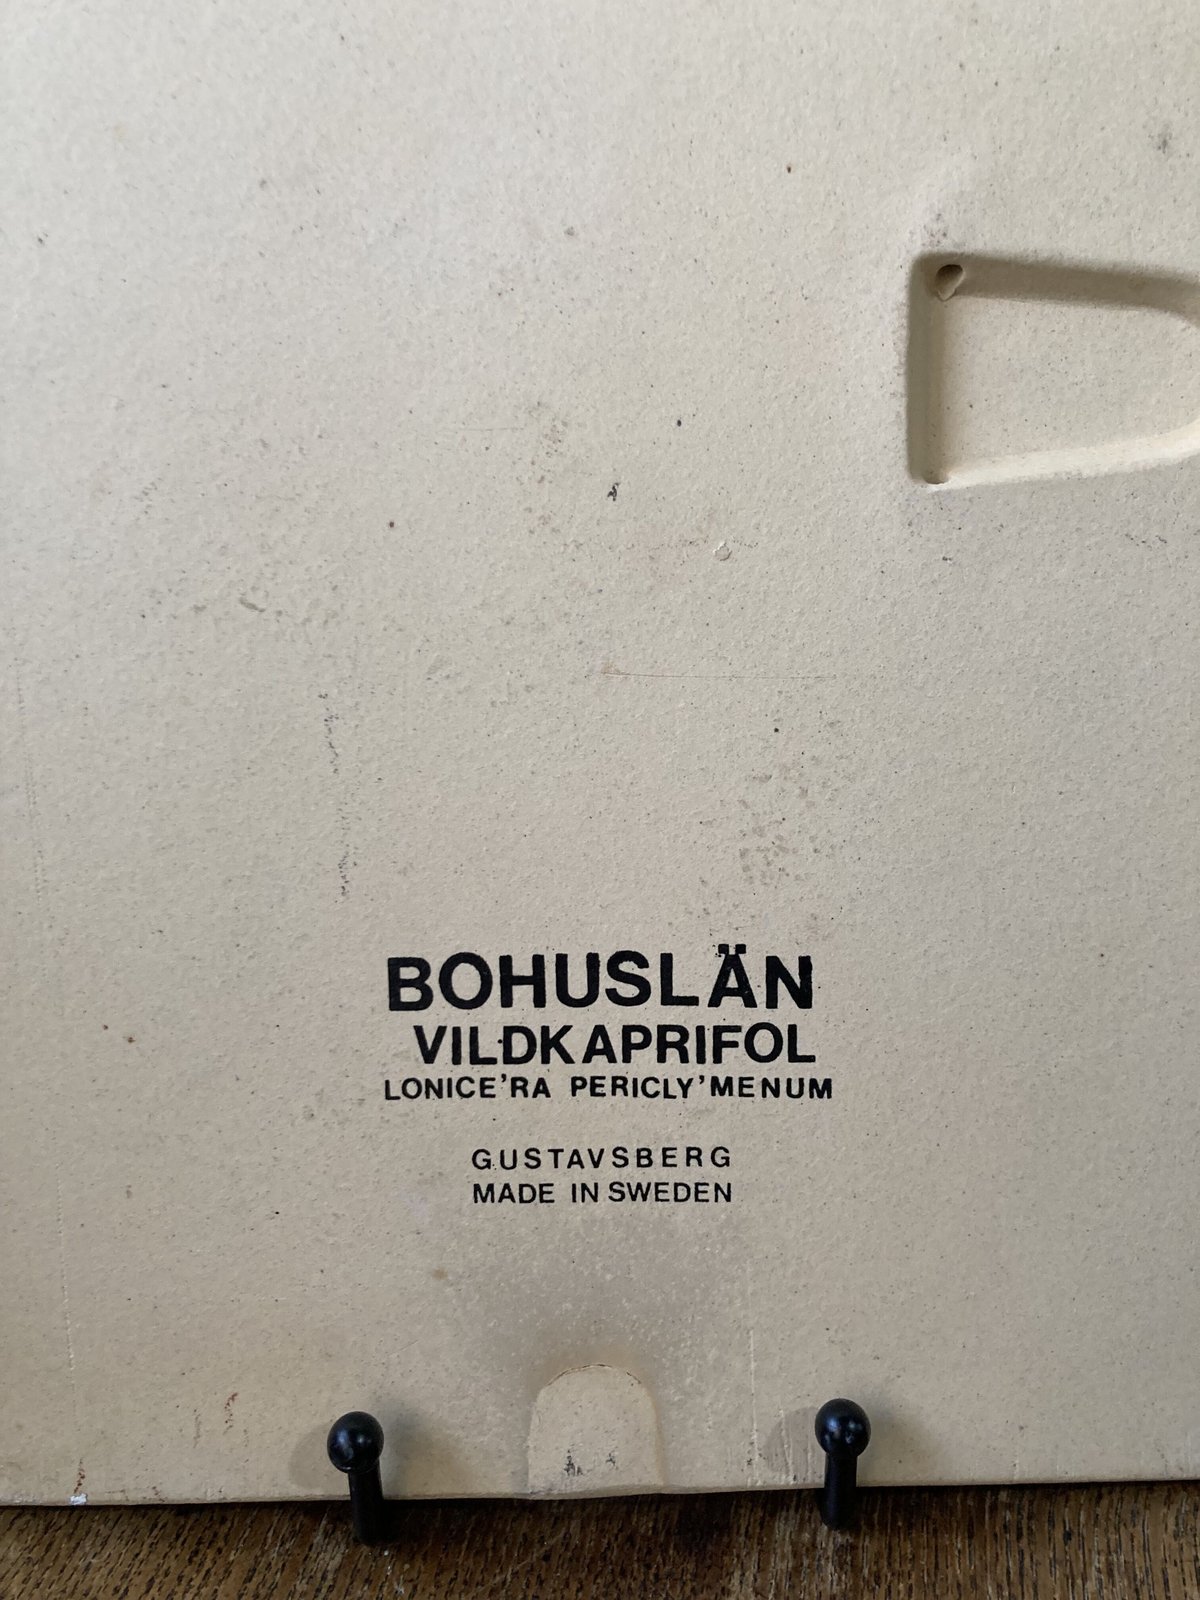 BOHUSLÄN
VILDKAPRIFOL
LONICE'RA PERICLY'MENUM
GUSTAVSBERG
MADE IN SWEDEN